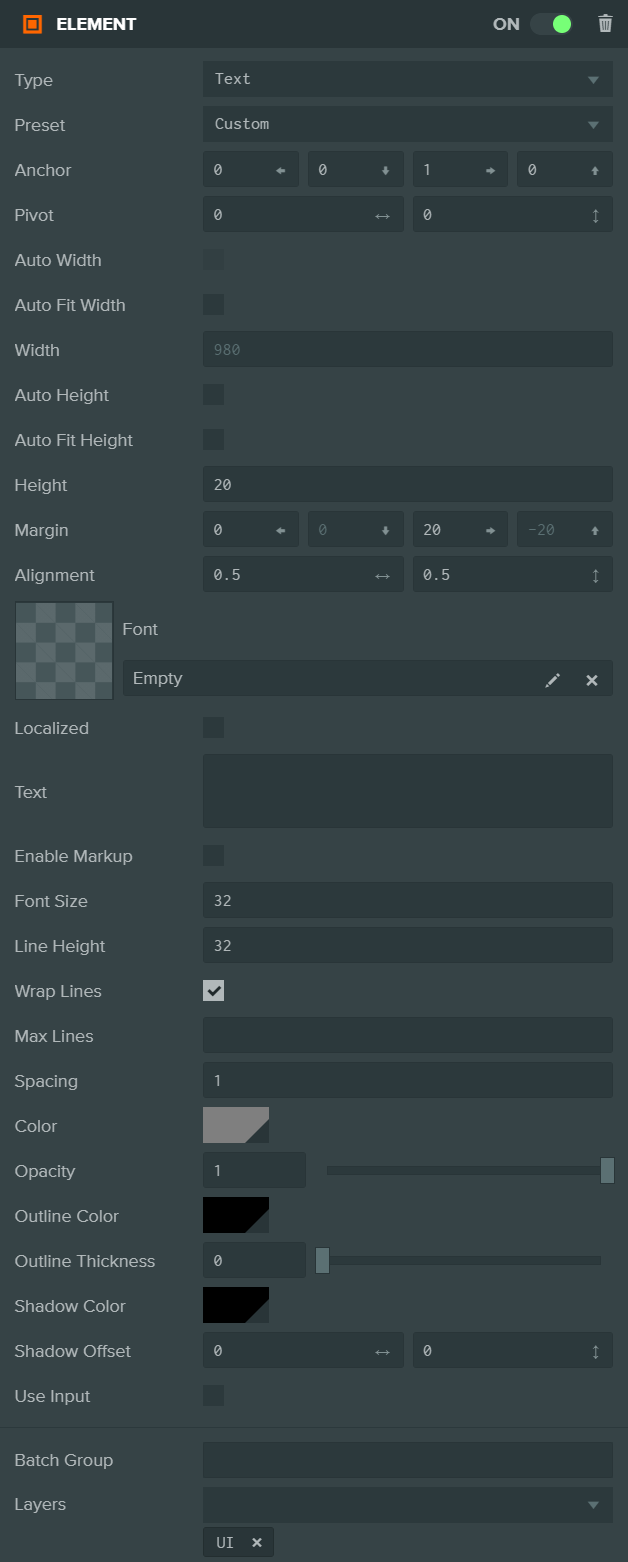 ELEMENT ON
Type Text
Preset Custom
Anchor 0 0 1 0
Pivot 0 0
Auto Width
Auto Fit Width
Width 980
Auto Height
Auto Fit Height
Height 20
Margin 0 0 20 -20
Alignment 0.5 0.5
Font
Empty
Localized
Text
Enable Markup
Font Size 32
Line Height 32
Wrap Lines
Max Lines
Spacing 1
Color
Opacity 1
Outline Color
Outline Thickness 0
Shadow Color
Shadow Offset 0 0
Use Input
Batch Group
Layers
UI